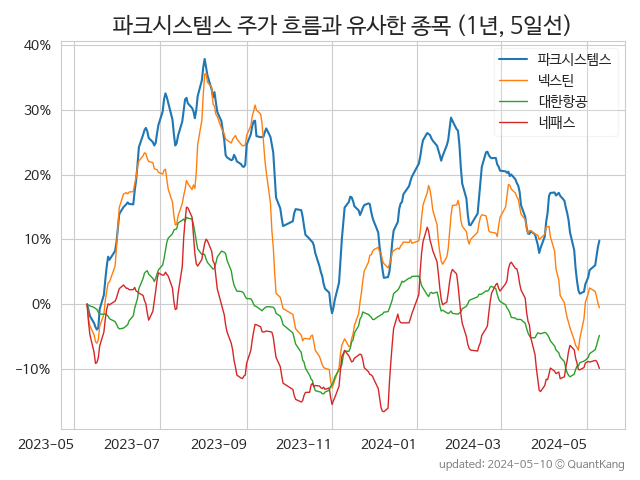 파크시스템스 주가 흐름과 유사한 종목 (1년, 5일선)
40%
30%
20%
10%
0%
−10%
파크시스템스
넥스틴
대한항공
네패스
2023-05
2023-07
2023-09
2023-11
2024-01
2024-03
2024-05
updated: 2024-05-10 © QuantKang